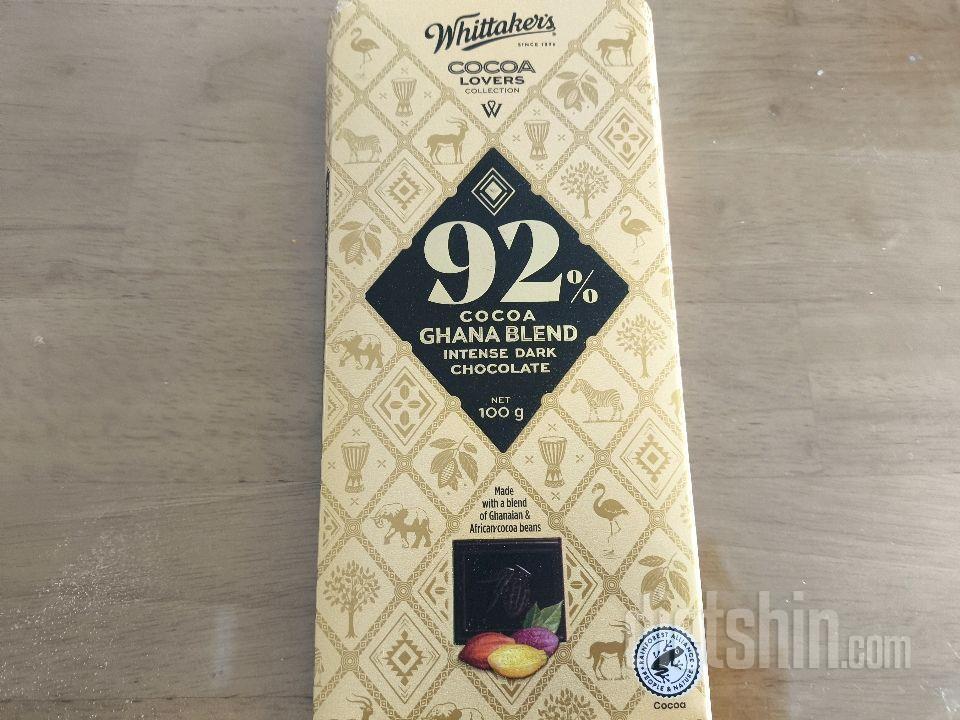 Whittaker's
SINCE 1896
COCOA
LOVERS
COLLECTION
W
92%
COCOA
GHANA BLEND
INTENSE DARK
CHOCOLATE
NET
100 g
Made
with a blend
of Ghanaian &
African cocoa beans
RAINFOREST ALLIANCE
PEOPLE & NATURE
Cocoa
dietshin.com